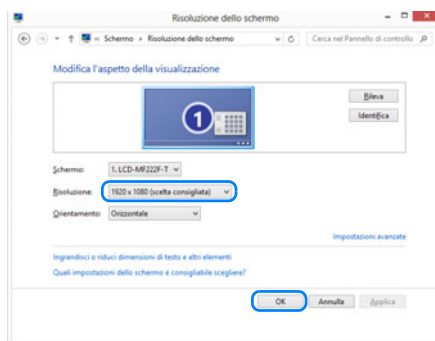 Risoluzione dello schermo
« Schermo › Risoluzione dello schermo
Cerca nel Pannello di controllo
Modifica l'aspetto della visualizzazione
1
Rileva
Identifica
Schermo: 1. LCD-MF222F-T
Risoluzione: 1920 x 1080 (scelta consigliata)
Orientamento: Orizzontale
Impostazioni avanzate
Ingrandisci o riduci dimensioni di testo e altri elementi
Quali impostazioni dello schermo è consigliabile scegliere?
OK Annulla Applica